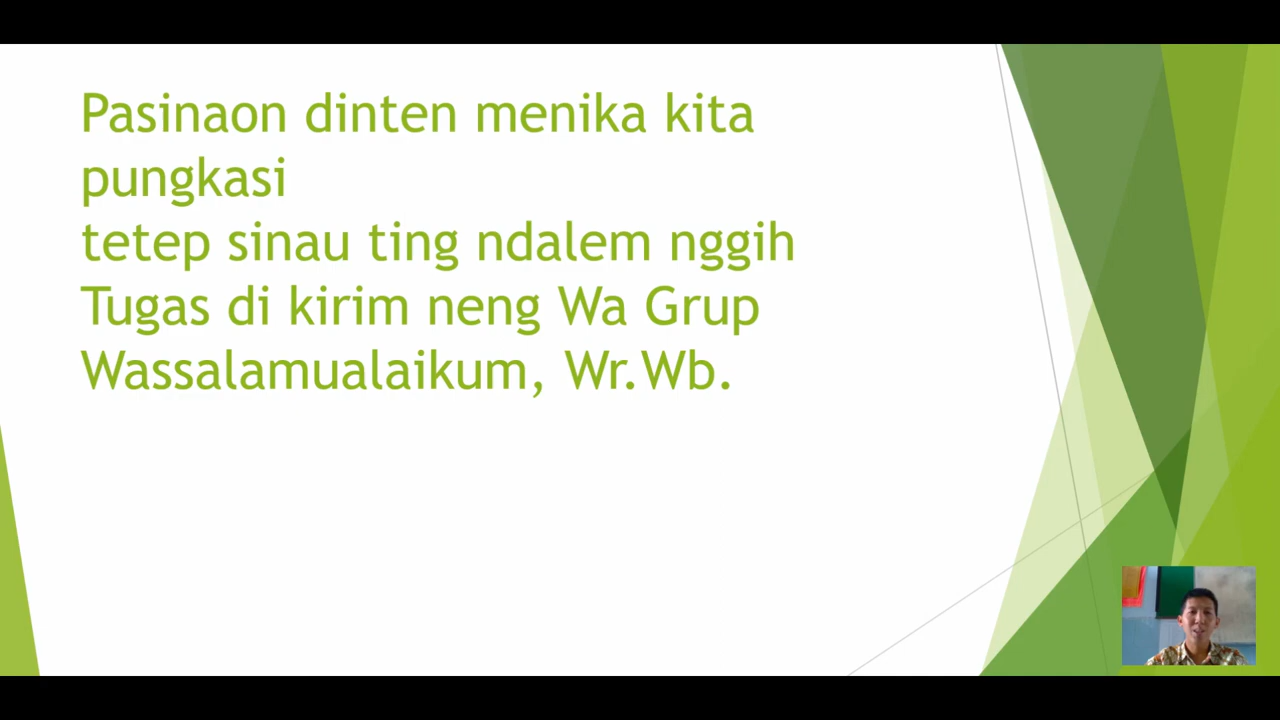 Pasinaon dinten menika kita
pungkasi
tetep sinau ting ndalem nggih
Tugas di kirim neng Wa Grup
Wassalamualaikum, Wr.Wb.